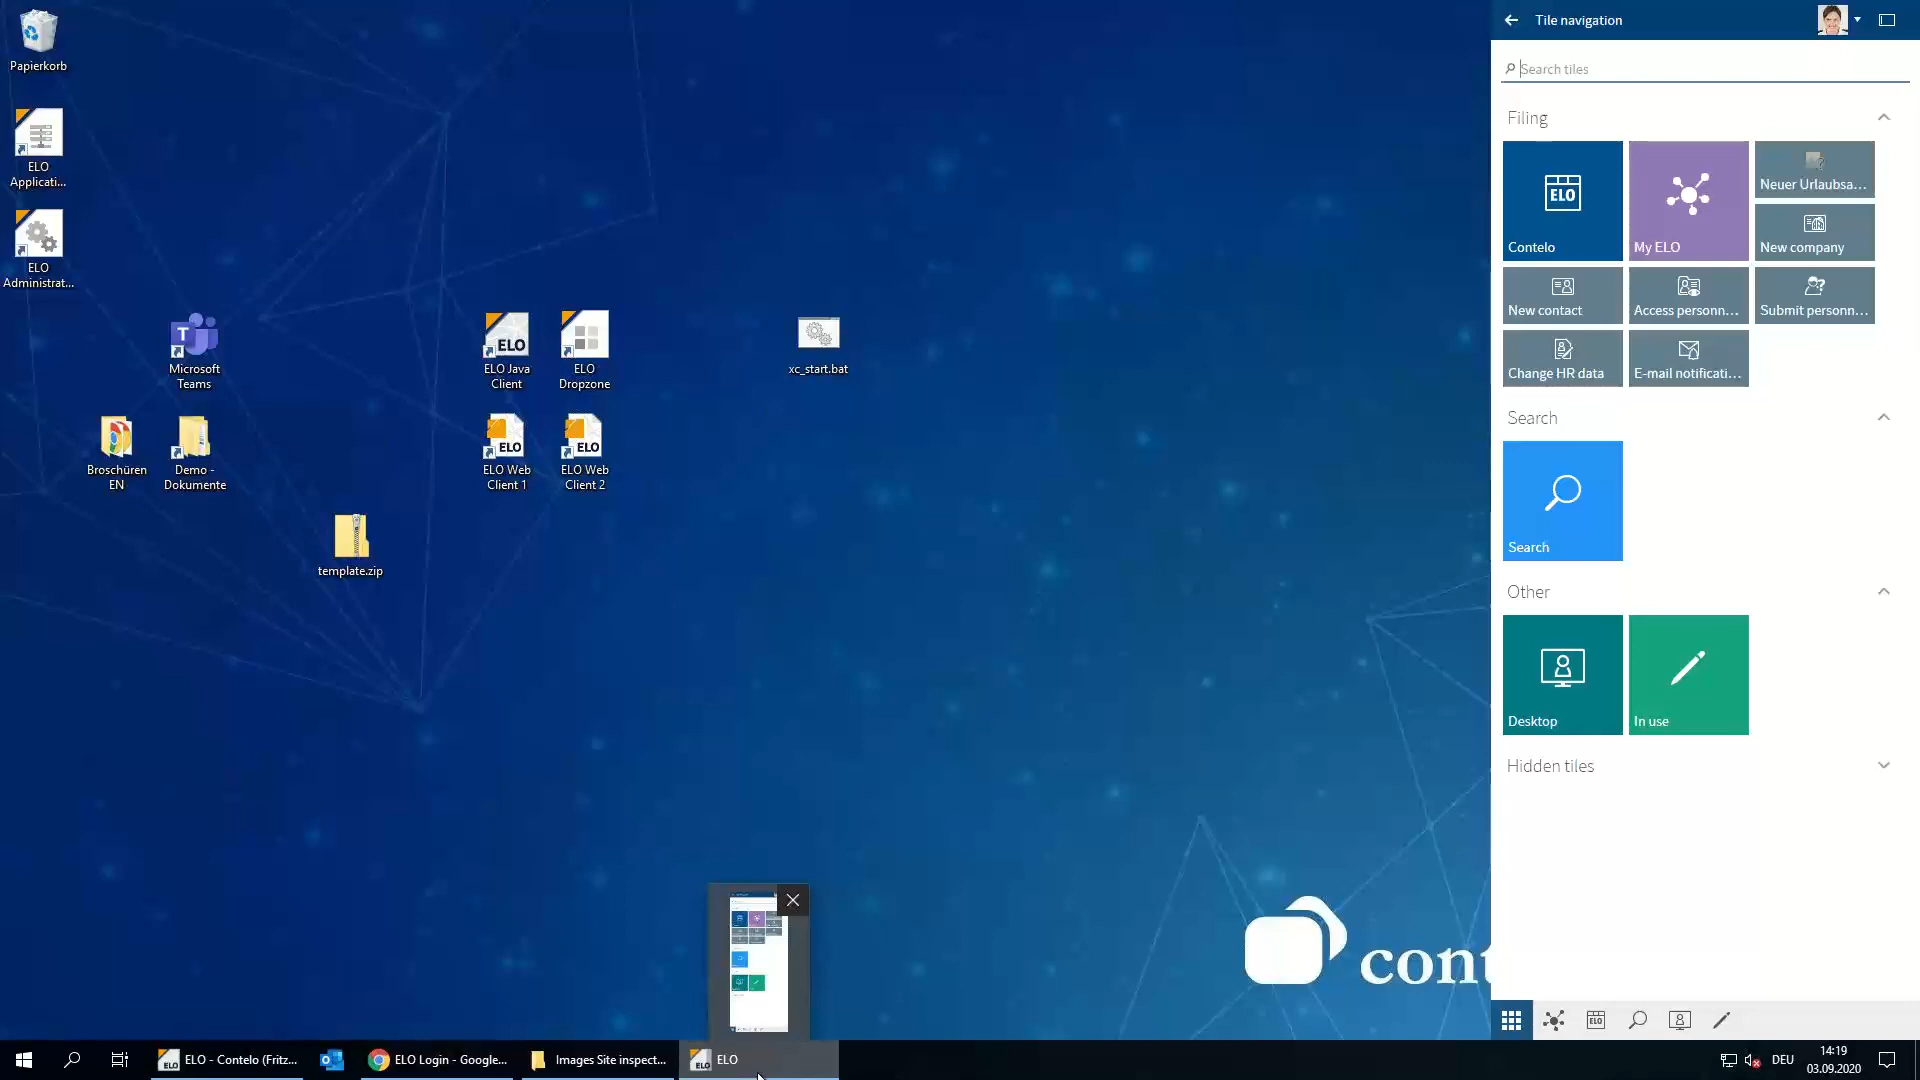 Papierkorb
ELO
Applicati...
ELO
Administrat...
Microsoft
Teams
Broschüren
EN
Demo -
Dokumente
template.zip
ELO
ELO Java
Client
ELO
Dropzone
ELO
ELO Web
Client 1
ELO
ELO Web
Client 2
xc_start.bat
cont
Tile navigation
Search tiles
Filing
ELO
Contelo
My ELO
Neuer Urlaubsa...
New company
New contact
Access personn...
Submit personn...
Change HR data
E-mail notificati...
Search
Search
Other
Desktop
In use
Hidden tiles
ELO
ELO - Contelo (Fritz...
ELO Login - Google...
Images Site inspect...
ELO
DEU
14:19
03.09.2020